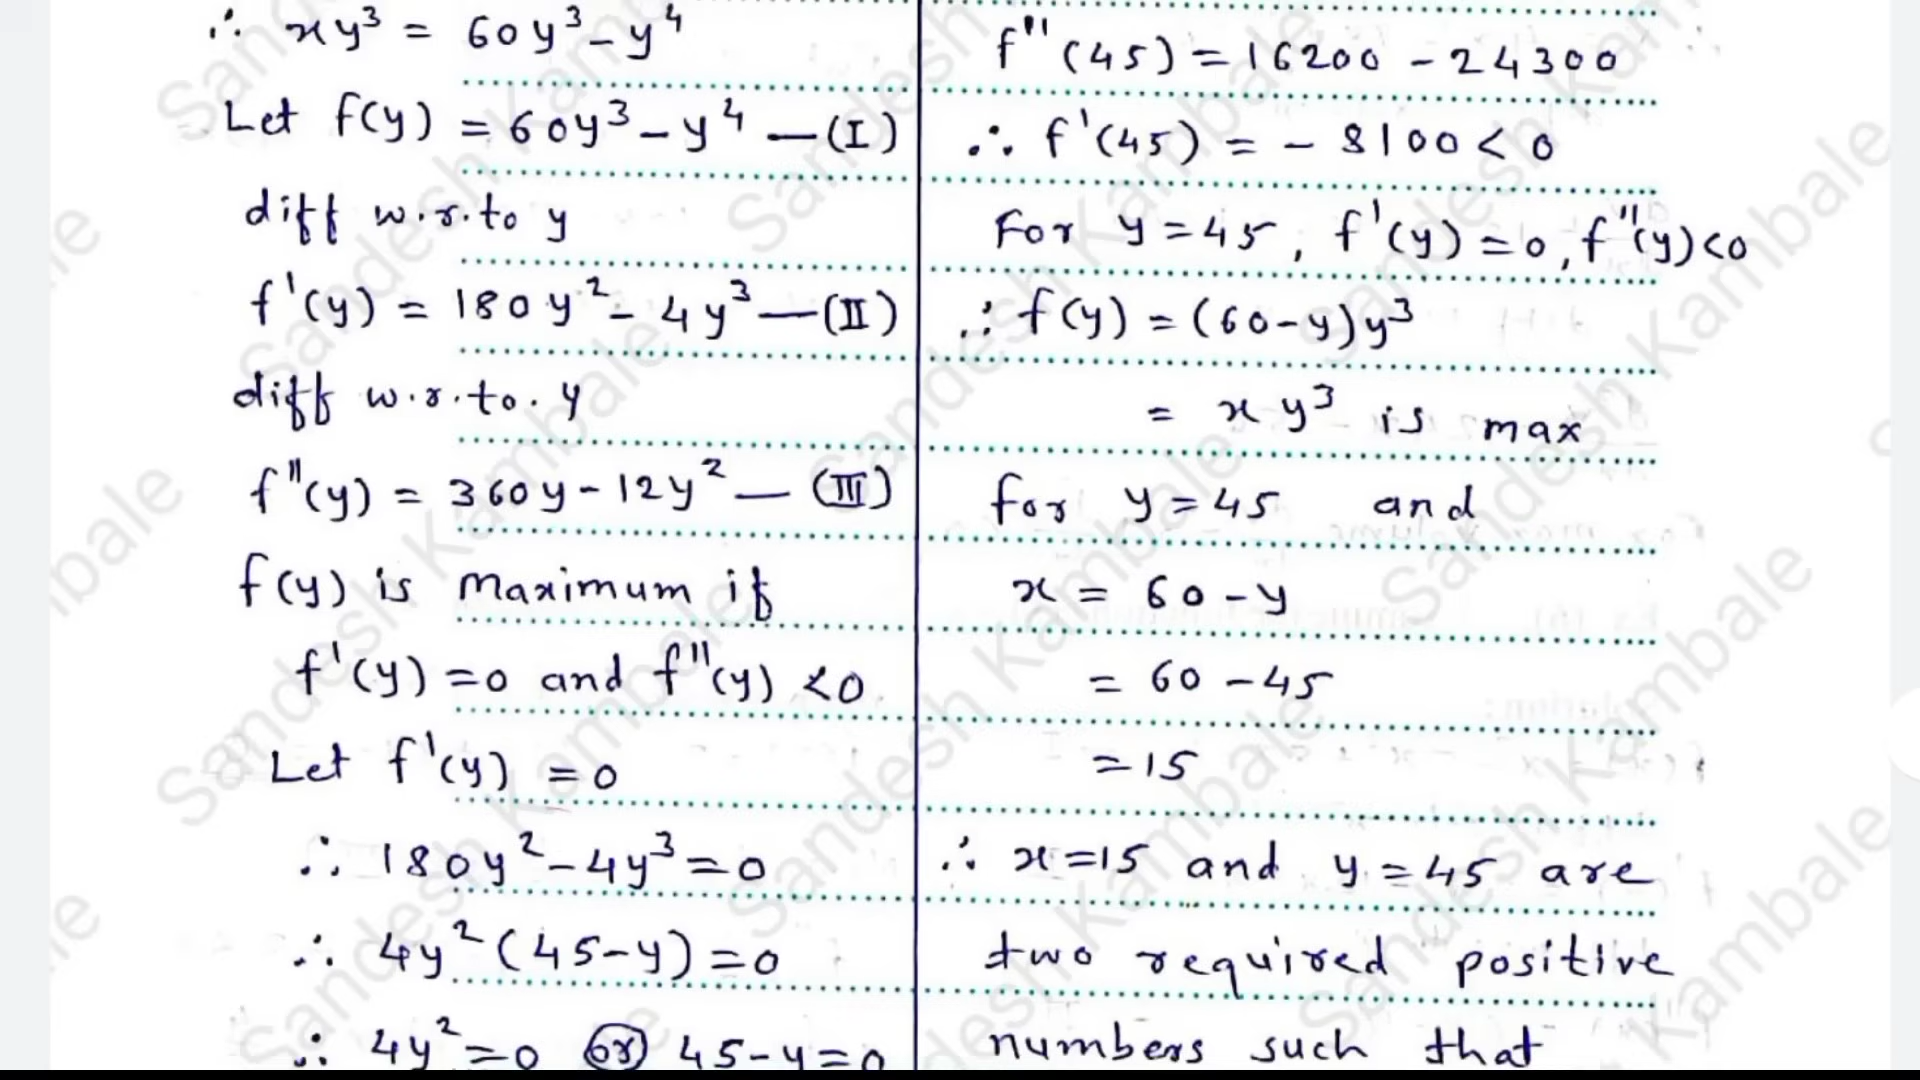 ∴ xy³ = 60y³ – y⁴
Let f(y) = 60y³ – y⁴ — (I)
diff w.r.to y
f'(y) = 180y² – 4y³ — (II)
diff w.r.to. y
f"(y) = 360y – 12y² — (III)
f(y) is maximum if
f'(y) = 0 and f"(y) < 0
Let f'(y) = 0
∴ 180y² – 4y³ = 0
∴ 4y² (45 – y) = 0
∴ 4y² = 0 or 45 – y = 0
f"(45) = 16200 – 24300
∴ f'(45) = – 8100 < 0
For y = 45, f'(y) = 0, f"(y) < 0
∴ f(y) = (60 – y) y³
= xy³ is max
for y = 45 and
x = 60 – y
= 60 – 45
= 15
∴ x = 15 and y = 45 are
two required positive
numbers such that
Sandesh Kambale